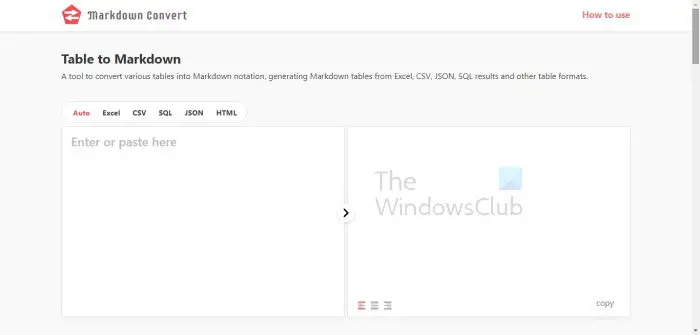 Markdown Convert
How to use
Table to Markdown
A tool to convert various tables into Markdown notation, generating Markdown tables from Excel, CSV, JSON, SQL results and other table formats.
Auto Excel CSV SQL JSON HTML
Enter or paste here
The
WindowsClub
copy